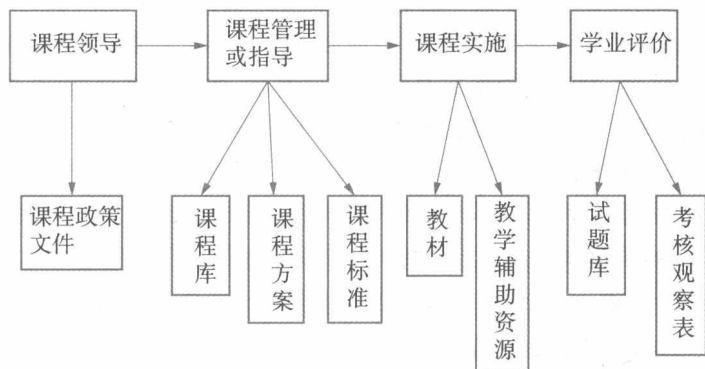 课程领导
课程管理
或指导
课程实施
学业评价
课程政策
文件
课程库
课程方案
课程标准
教材
教学辅助资源
试题库
考核观察表